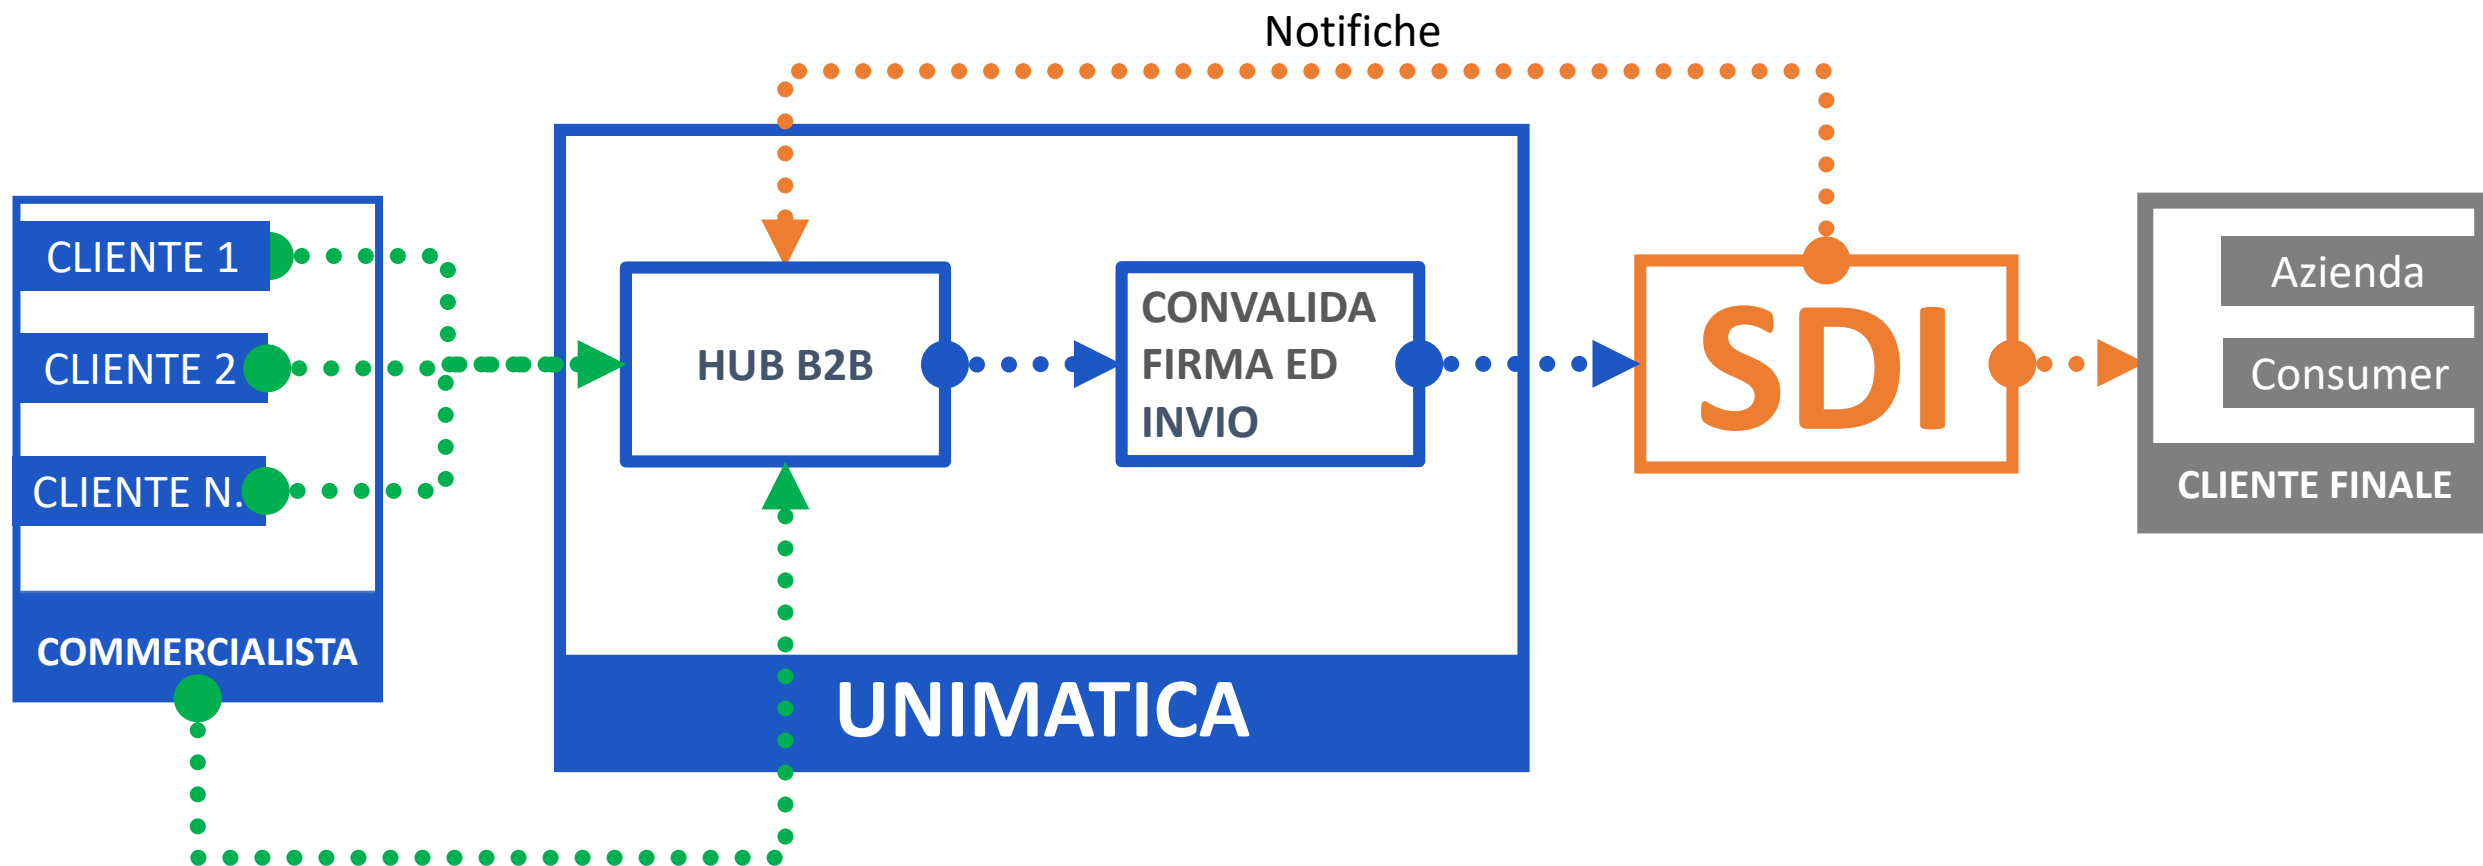 Notifiche
CLIENTE 1
CLIENTE 2
CLIENTE N.
COMMERCIALISTA
HUB B2B
CONVALIDA
FIRMA ED
INVIO
UNIMATICA
SDI
Azienda
Consumer
CLIENTE FINALE